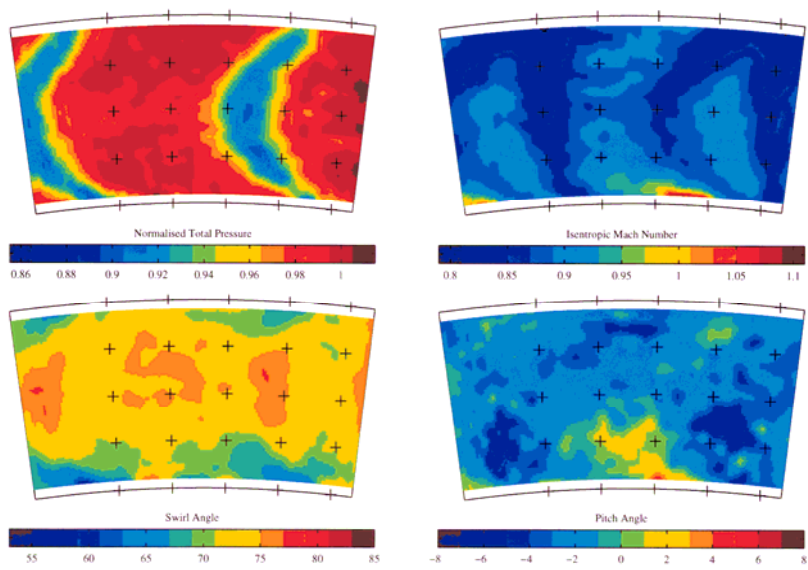 Normalised Total Pressure
0.86 0.88 0.9 0.92 0.94 0.96 0.98 1
Isentropic Mach Number
0.8 0.85 0.9 0.95 1 1.05 1.1
Swirl Angle
55 60 65 70 75 80 85
Pitch Angle
−8 −6 −4 −2 0 2 4 6 8